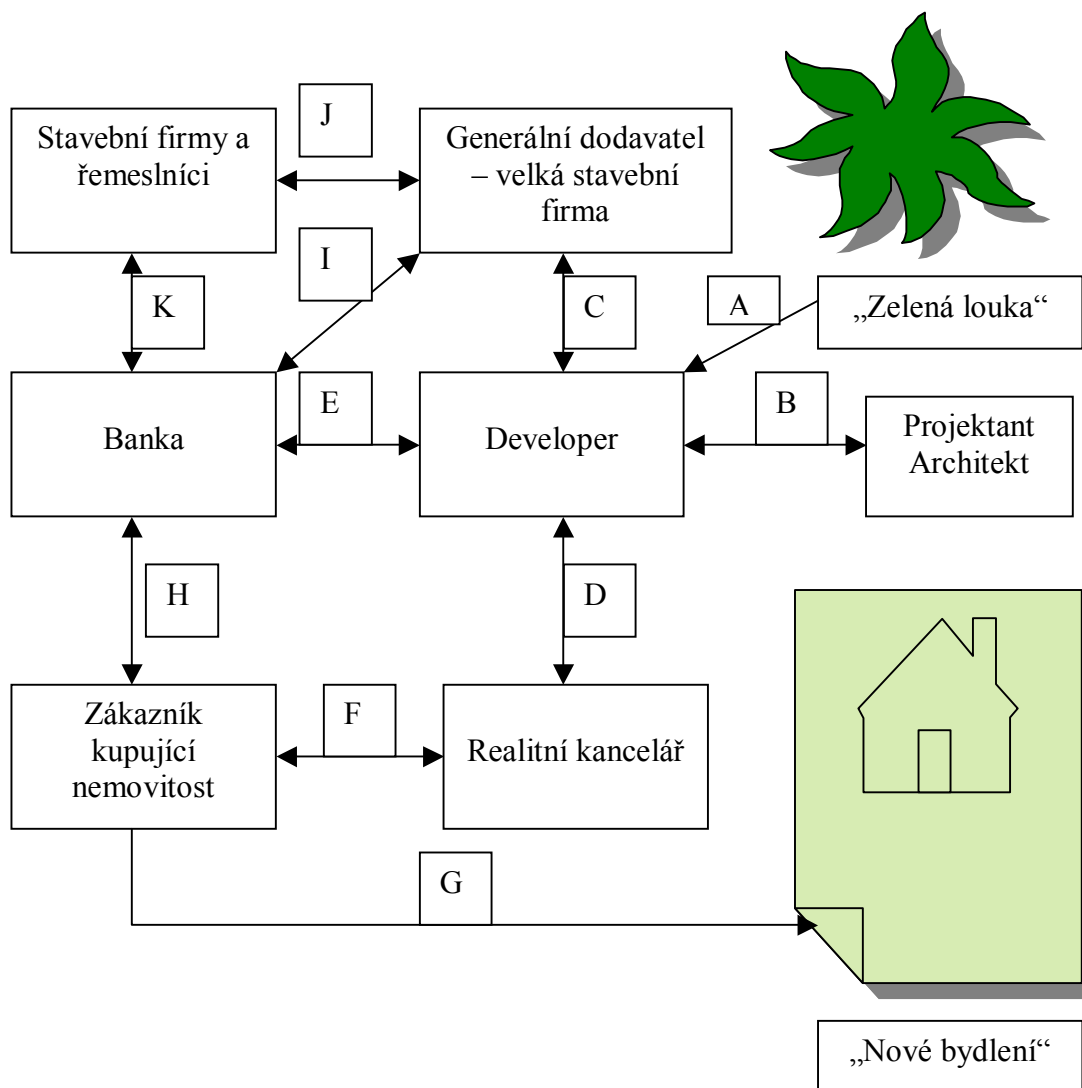 J
Stavební firmy a
řemeslníci
Generální dodavatel
– velká stavební
firma
I
K
C
A
„Zelená louka“
E
B
Banka
Developer
Projektant
Architekt
H
D
Zákazník
kupující
nemovitost
F
Realitní kancelář
G
„Nové bydlení“